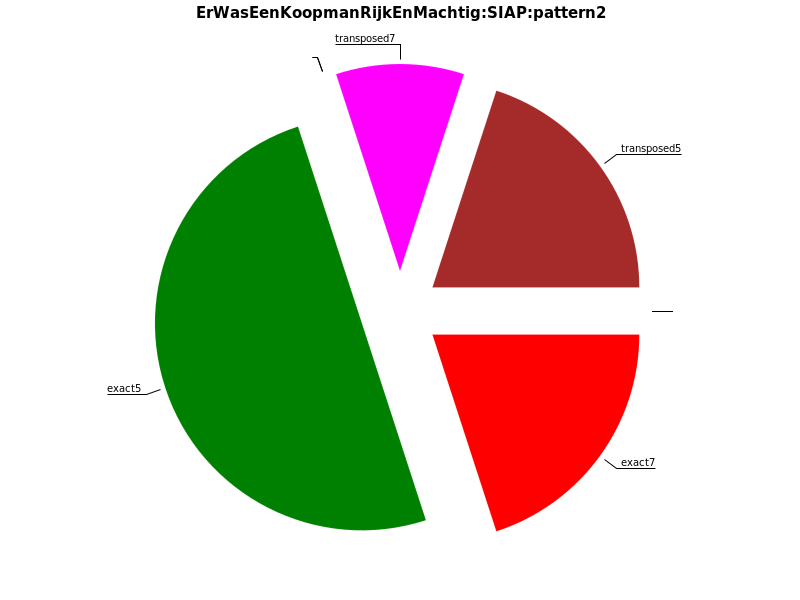 ErWasEenKoopmanRijkEnMachtig:SIAP:pattern2
transposed7
transposed5
exact5
exact7